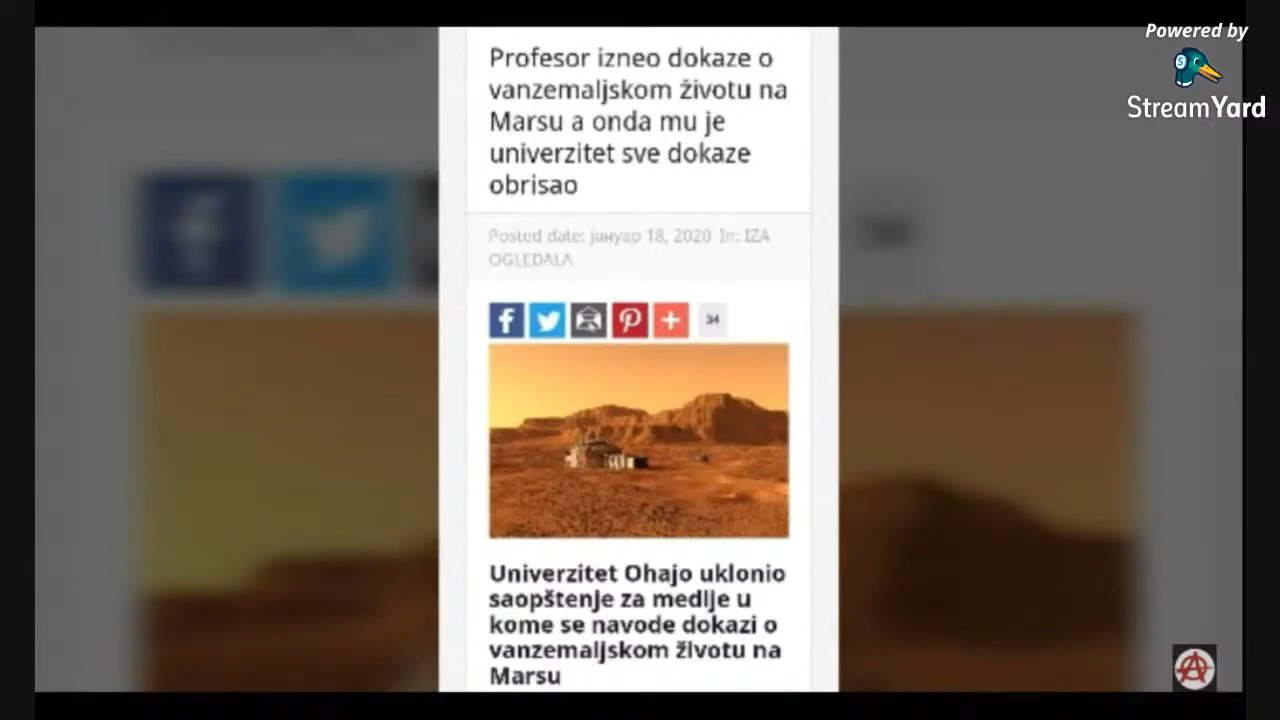 Powered by
StreamYard
Profesor izneo dokaze o
vanzemaljskom životu na
Marsu a onda mu je
univerzitet sve dokaze
obrisao
Posted date: јануар 18, 2020 In: IZA
OGLEDALA
34
Univerzitet Ohajo uklonio
saopštenje za medije u
kome se navode dokazi o
vanzemaljskom životu na
Marsu